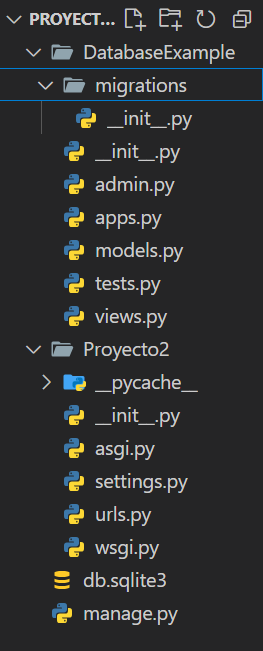 PROYECT...
DatabaseExample
migrations
__init__.py
__init__.py
admin.py
apps.py
models.py
tests.py
views.py
Proyecto2
__pycache__
__init__.py
asgi.py
settings.py
urls.py
wsgi.py
db.sqlite3
manage.py